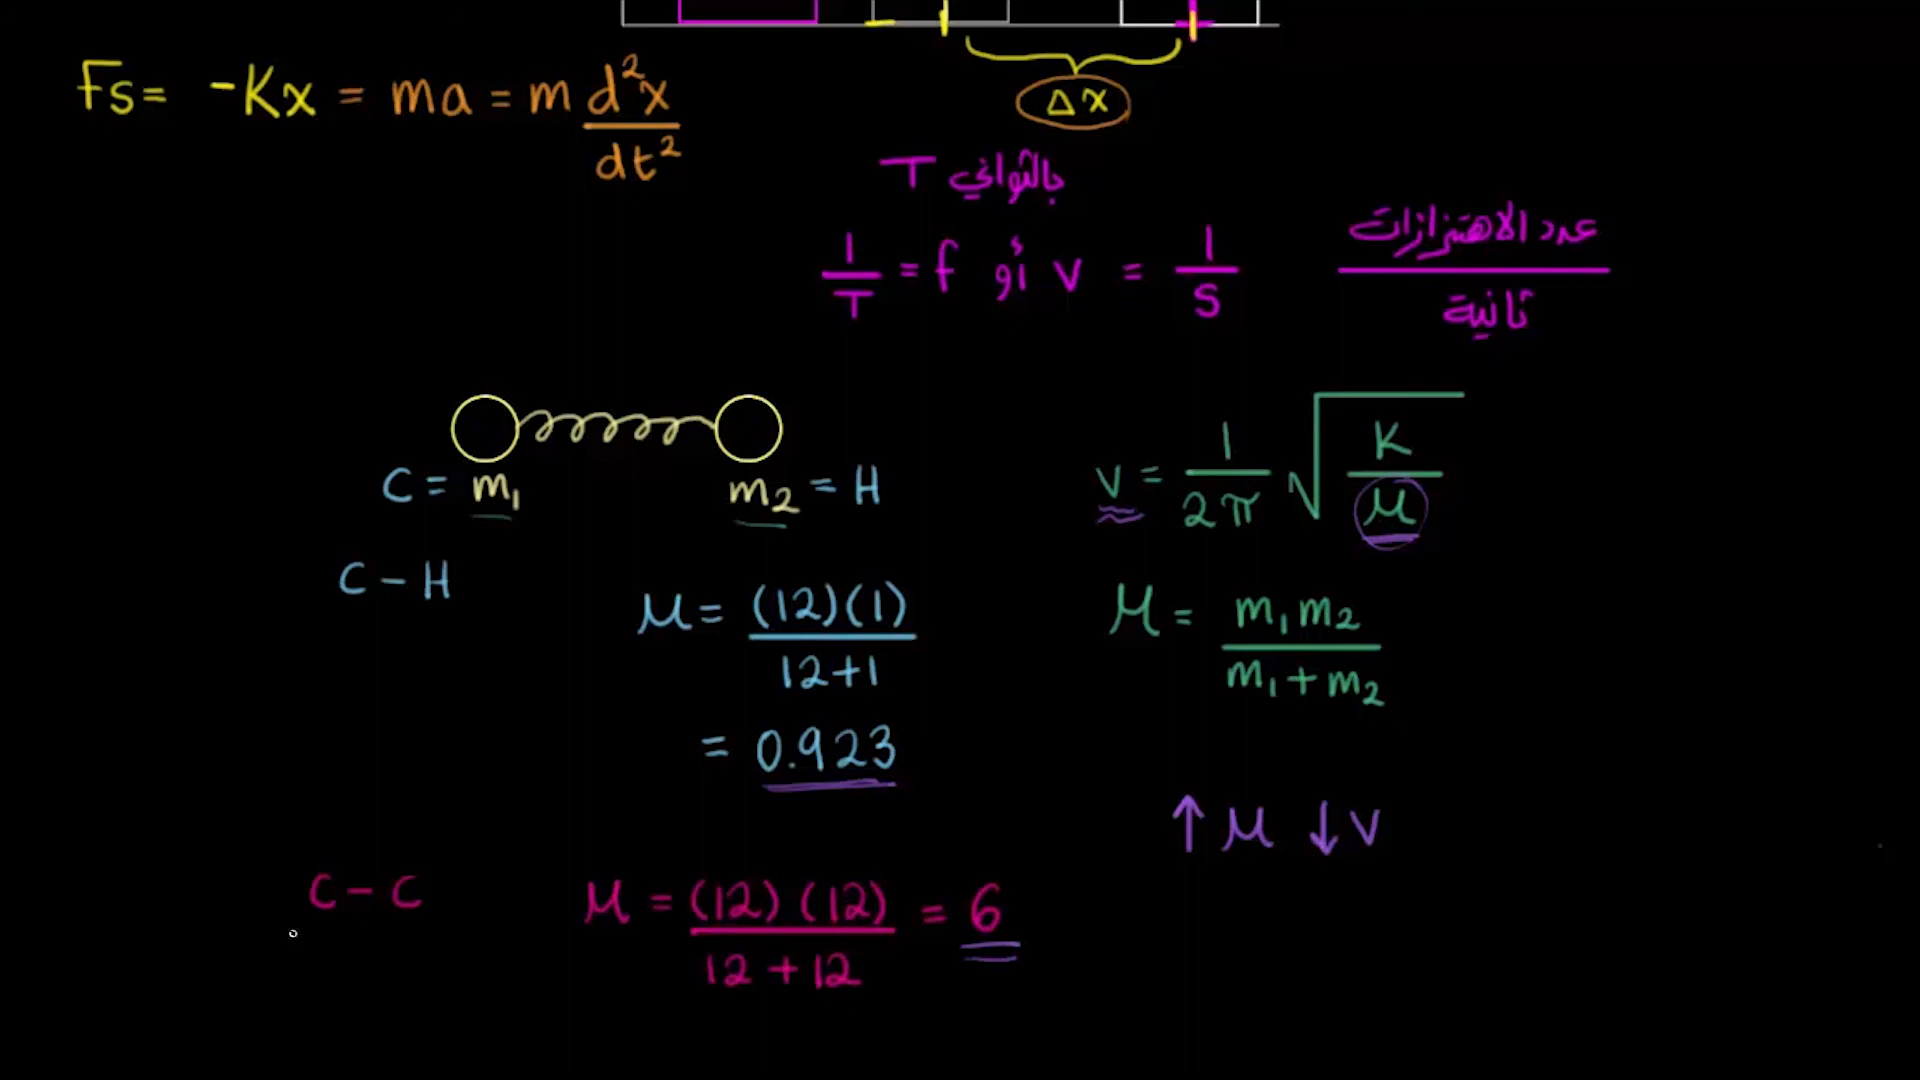 Fs = -Kx = ma = m d²x/dt²
Δx
T بالثواني
1/T = f أو v = 1/S
عدد الاهتزازات
ثانية
C = m₁
m₂ = H
v = 1/2π √K/μ
C - H
μ = (12)(1)/12+1
μ = m₁m₂/m₁+m₂
= 0.923
↑ μ ↓ v
C - C
μ = (12)(12)/12+12 = 6